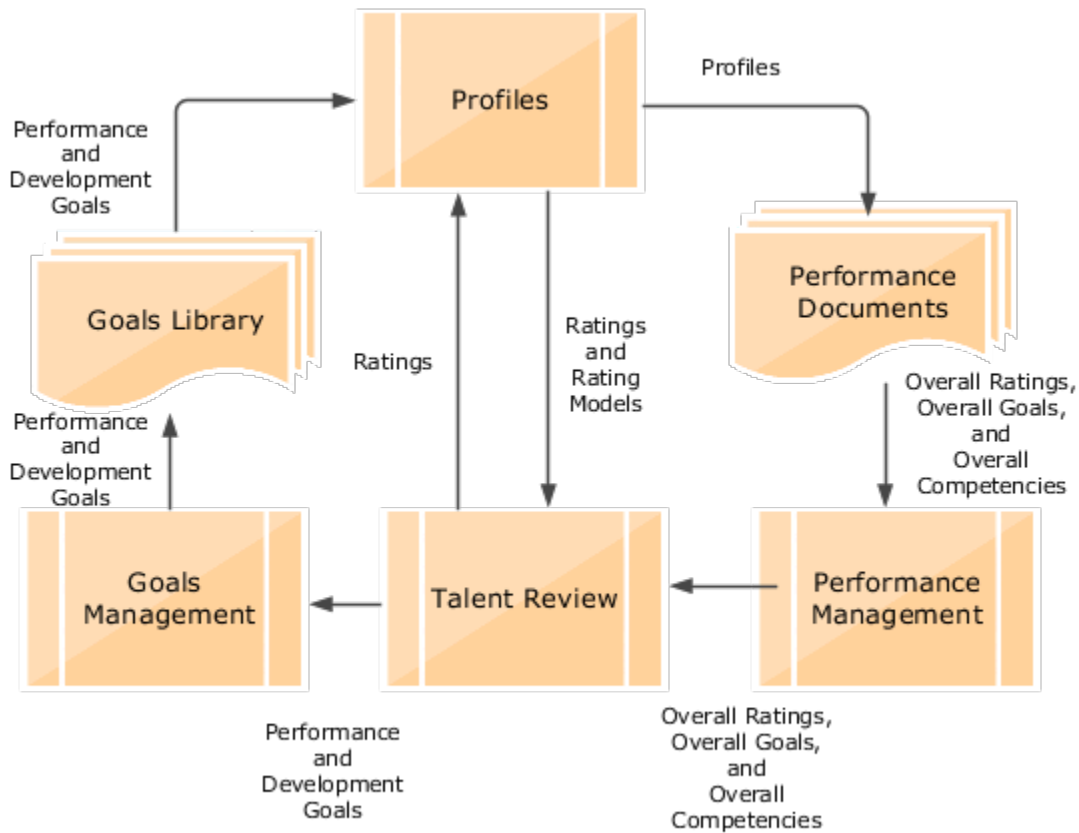 Profiles
Profiles
Performance
and
Development
Goals
Goals Library
Performance
Documents
Ratings
Ratings
and
Rating
Models
Overall Ratings,
Overall Goals,
and
Overall
Competencies
Performance
and
Development
Goals
Goals
Management
Talent Review
Performance
Management
Performance
and
Development
Goals
Overall Ratings,
Overall Goals,
and
Overall
Competencies